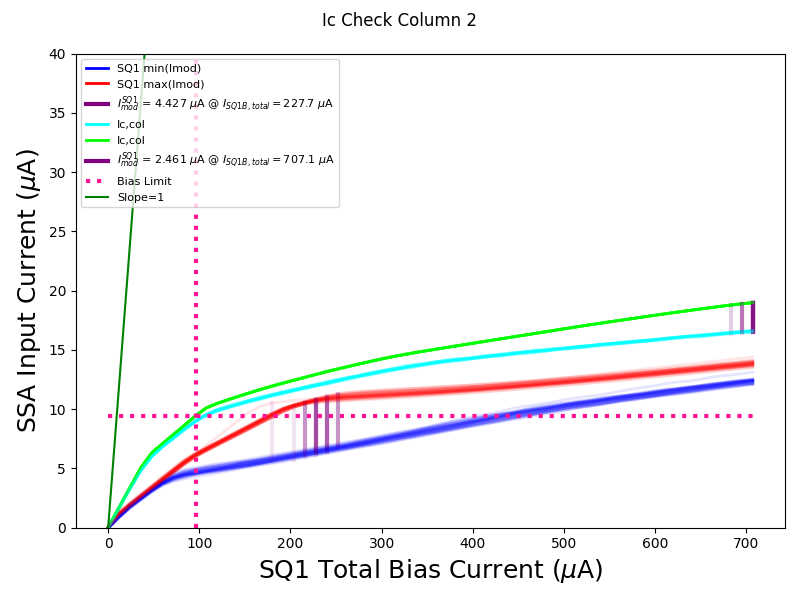 Ic Check Column 2
SSA Input Current (μA)
40
35
30
25
20
15
10
5
0
SQ1 min(Imod)
SQ1 max(Imod)
I_{mod}^{SQ1} = 4.427 μA @ I_{SQ1B, total} = 227.7 μA
Ic,col
Ic,col
I_{mod}^{SQ1} = 2.461 μA @ I_{SQ1B, total} = 707.1 μA
Bias Limit
Slope=1
0 100 200 300 400 500 600 700
SQ1 Total Bias Current (μA)